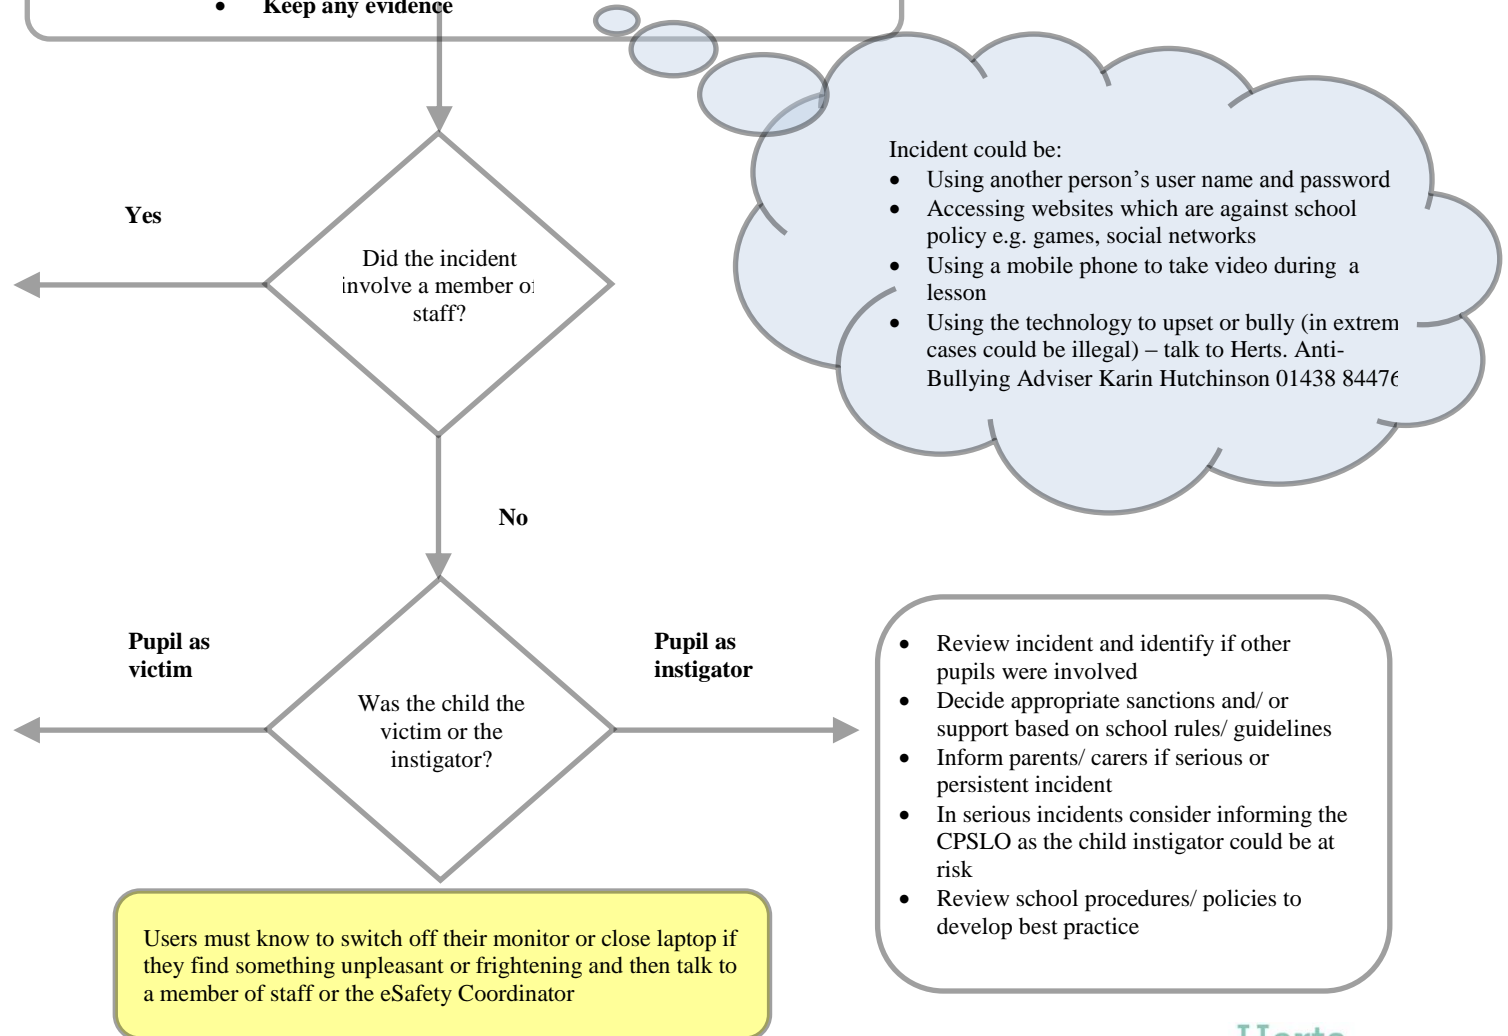 • Keep any evidence
Incident could be:
• Using another person’s user name and password
• Accessing websites which are against school
policy e.g. games, social networks
• Using a mobile phone to take video during a
lesson
• Using the technology to upset or bully (in extrem
cases could be illegal) – talk to Herts. Anti-
Bullying Adviser Karin Hutchinson 01438 84476
Yes
Did the incident
involve a member of
staff?
No
Pupil as
victim
Was the child the
victim or the
instigator?
Pupil as
instigator
• Review incident and identify if other
pupils were involved
• Decide appropriate sanctions and/ or
support based on school rules/ guidelines
• Inform parents/ carers if serious or
persistent incident
• In serious incidents consider informing the
CPSLO as the child instigator could be at
risk
• Review school procedures/ policies to
develop best practice
Users must know to switch off their monitor or close laptop if
they find something unpleasant or frightening and then talk to
a member of staff or the eSafety Coordinator
Herts